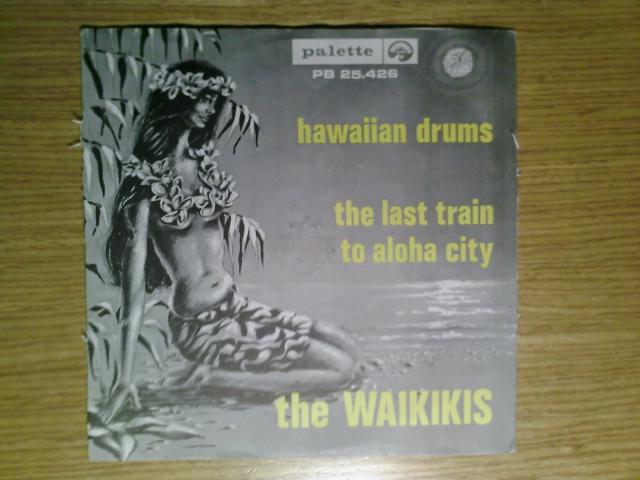 palette
PB 25.426
hawaiian drums
the last train
to aloha city
the WAIKIKIS